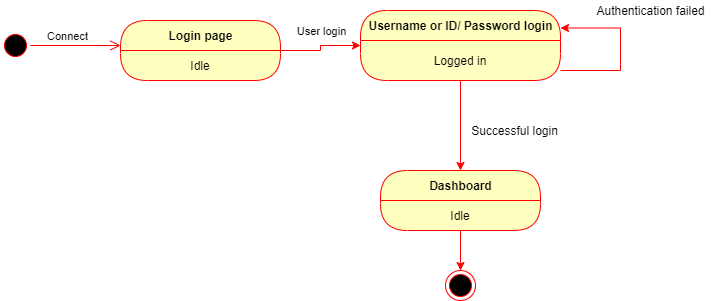 Authentication failed
Connect
Login page
Idle
User login
Username or ID/ Password login
Logged in
Successful login
Dashboard
Idle